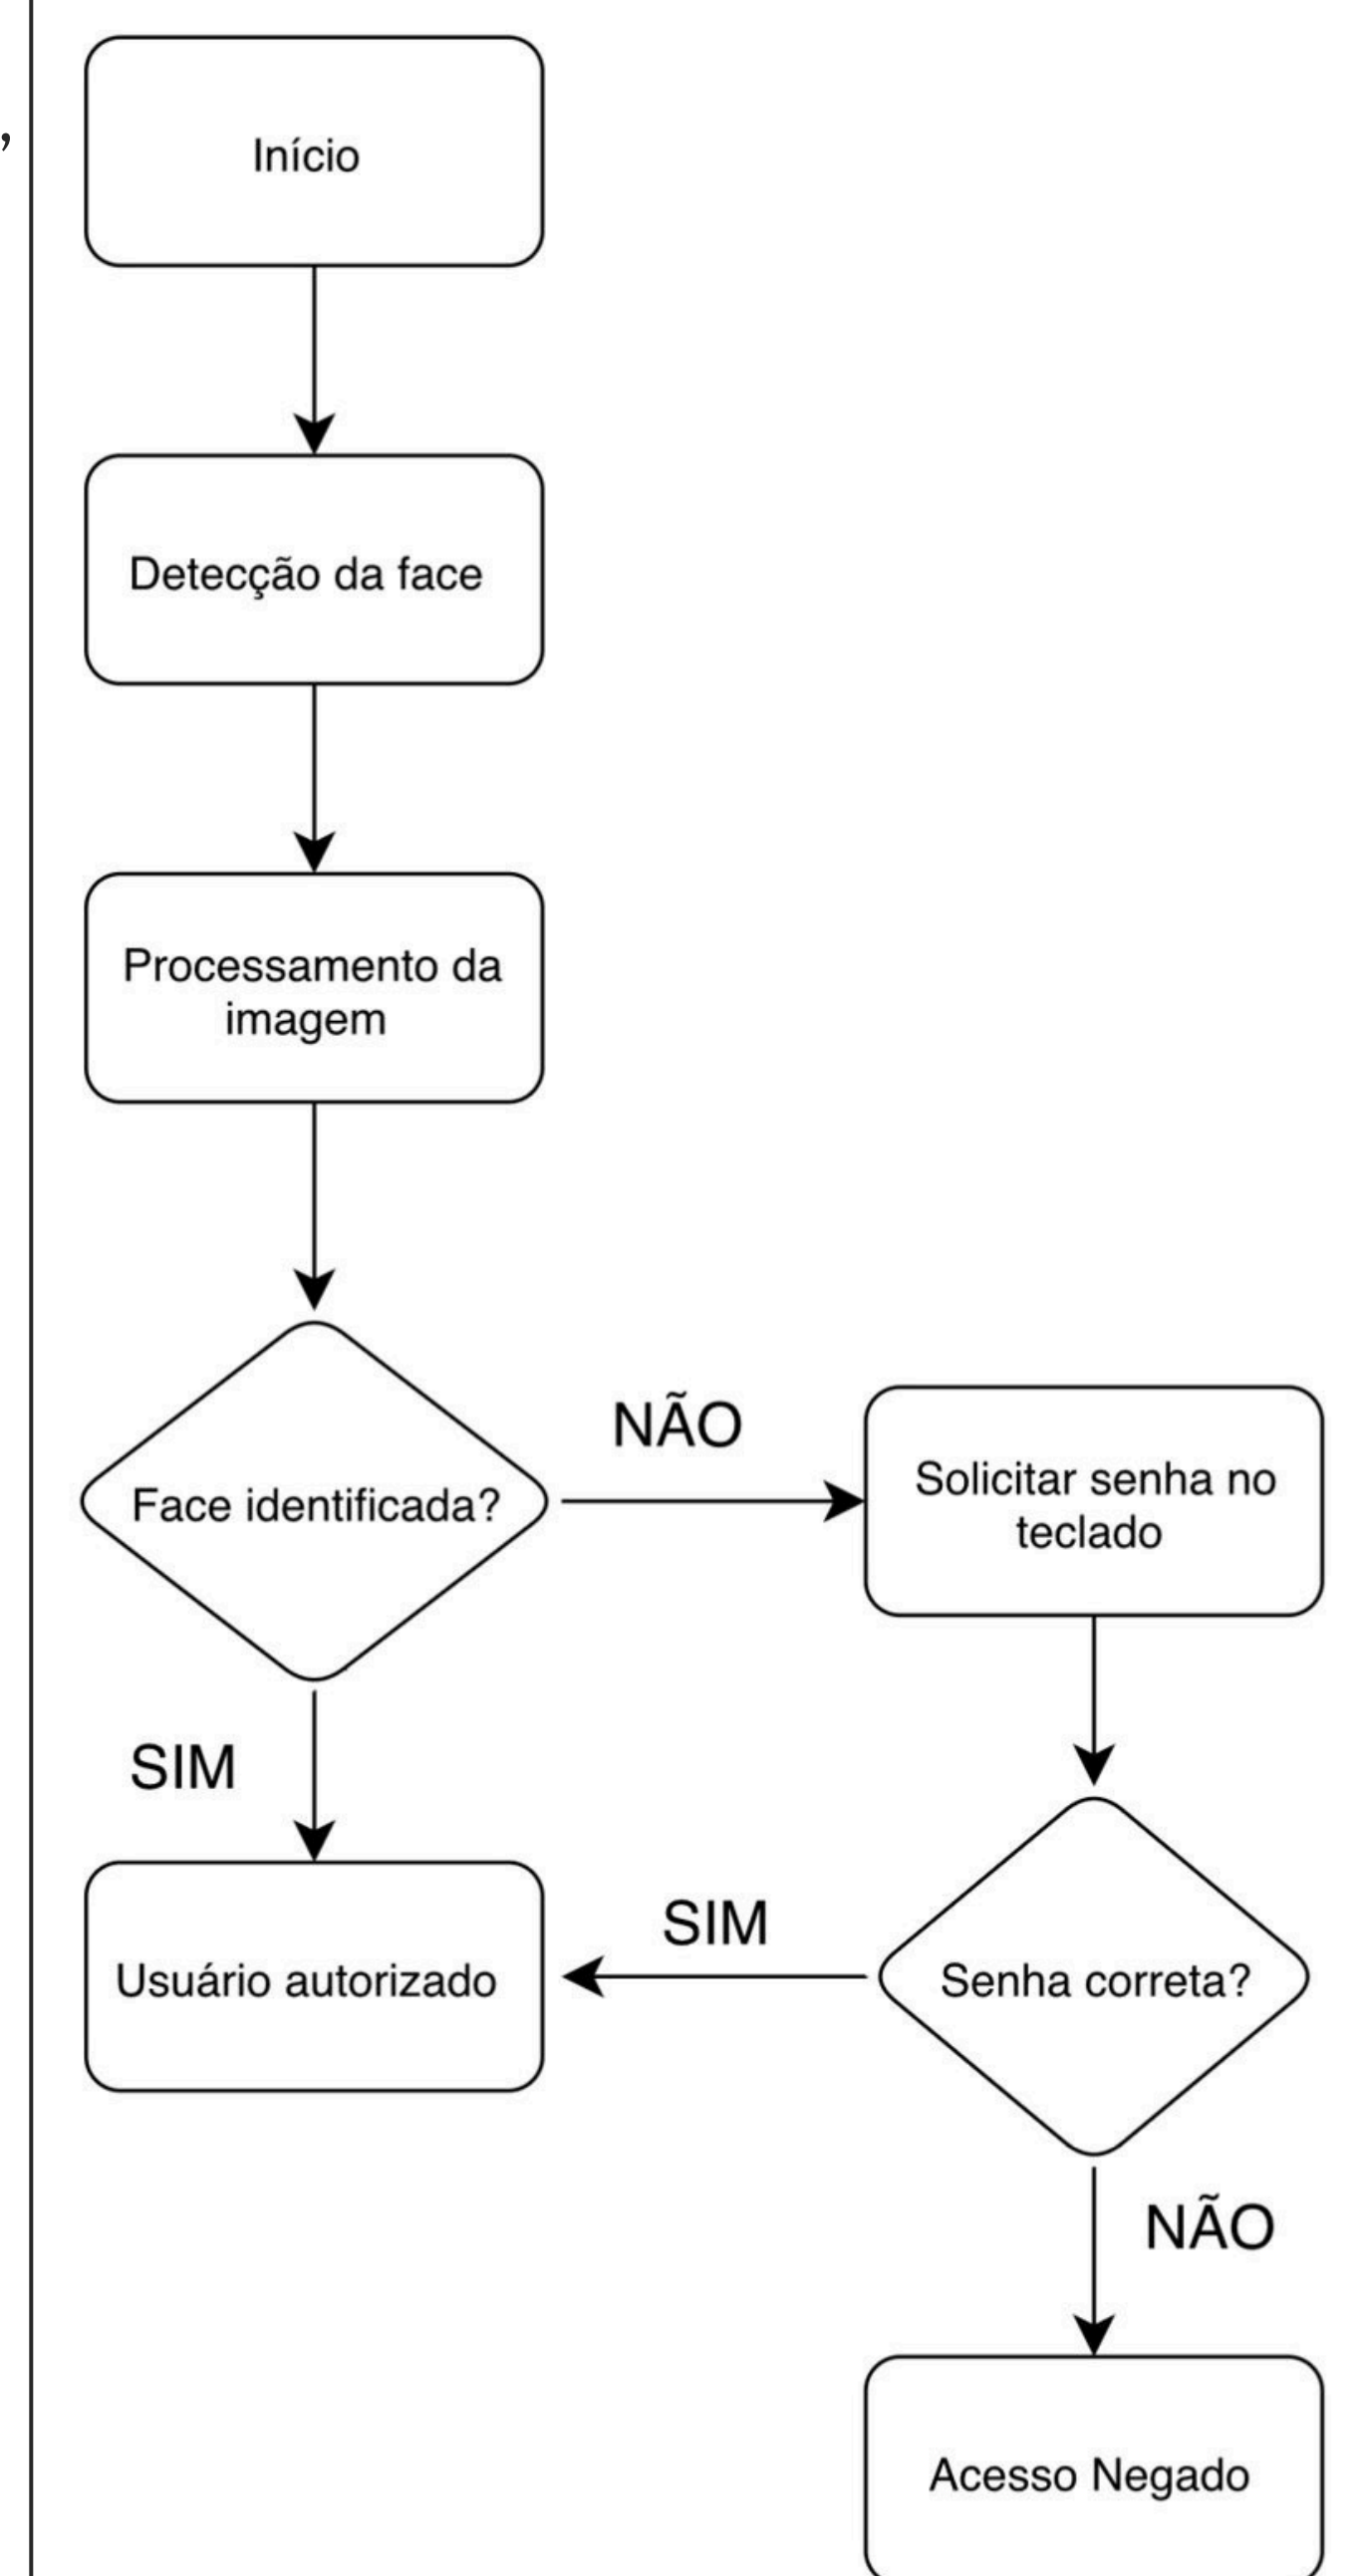 ,
Início
Detecção da face
Processamento da
imagem
Face identificada?
NÃO
Solicitar senha no
teclado
SIM
Usuário autorizado
SIM
Senha correta?
NÃO
Acesso Negado